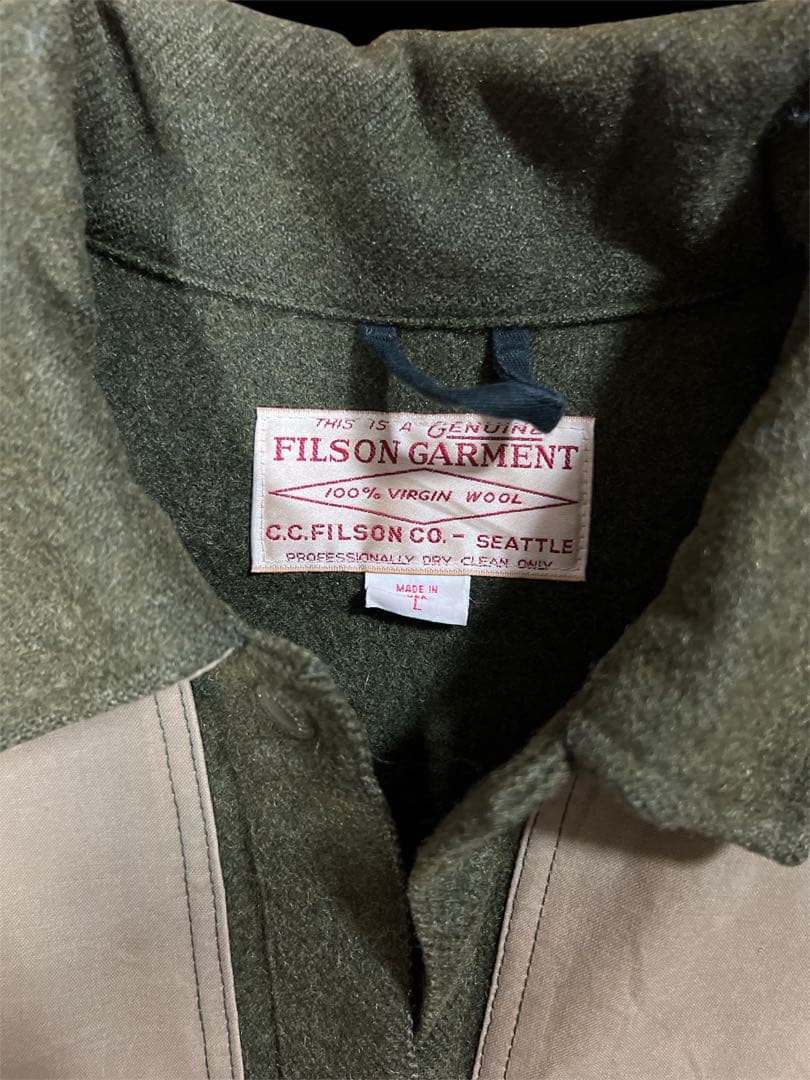 THIS IS A GENUINE
FILSON GARMENT
100% VIRGIN WOOL
C.C.FILSON CO. - SEATTLE
PROFESSIONALLY DRY CLEAN ONLY
MADE IN
L